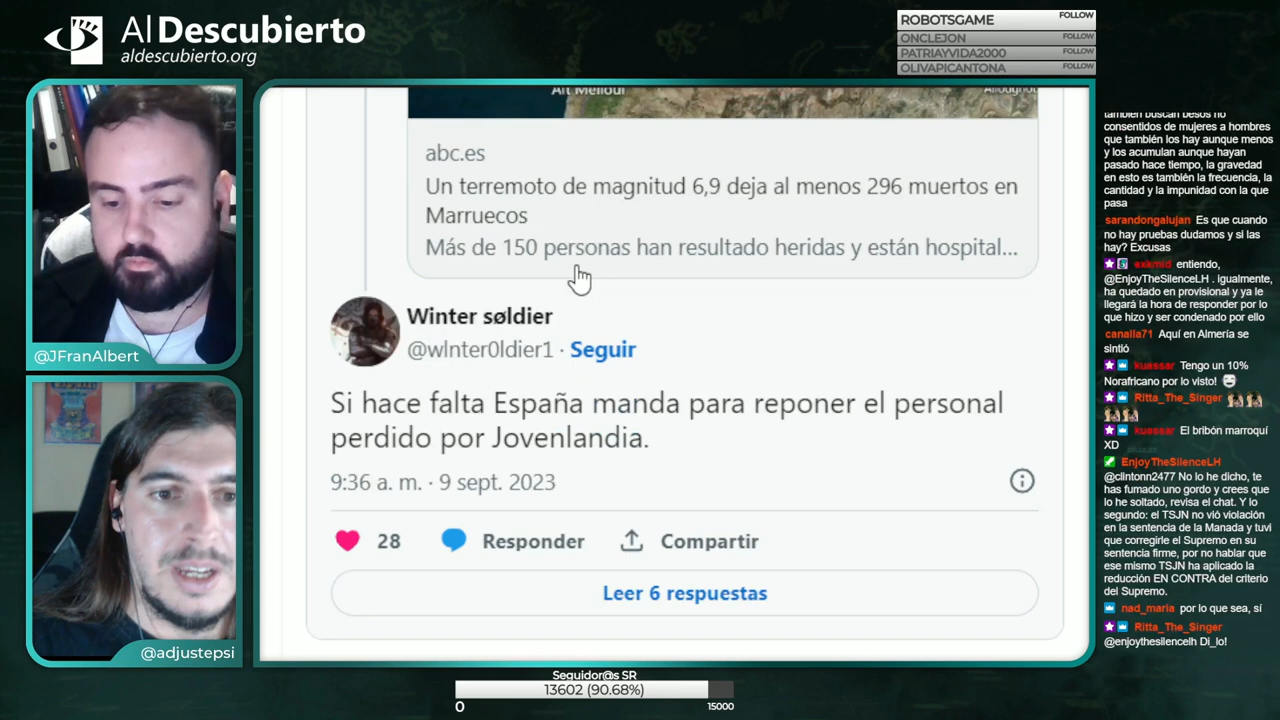 Al Descubierto
aldescubierto.org
ROBOTSGAME FOLLOW
ONCLEJON FOLLOW
PATRIAYVIDA2000 FOLLOW
OLIVAPICANTONA FOLLOW
@JFranAlbert
@adjustepsi
Aït Melloul
abc.es
Un terremoto de magnitud 6,9 deja al menos 296 muertos en
Marruecos
Más de 150 personas han resultado heridas y están hospital...
Winter søldier
@wlnter0ldier1 · Seguir
Si hace falta España manda para reponer el personal
perdido por Jovenlandia.
9:36 a. m. · 9 sept. 2023
28 Responder Compartir
Leer 6 respuestas
también buscan besos no
consentidos de mujeres a hombres
que también los hay aunque menos
y los acumulan aunque hayan
pasado hace tiempo, la gravedad
en esto es también la frecuencia, la
cantidad y la impunidad con la que
pasa
sarandongalujan Es que cuando
no hay pruebas dudamos y si las
hay? Excusas
exkmid entiendo,
@EnjoyTheSilenceLH . Igualmente,
ha quedado en provisional y ya le
llegará la hora de responder por lo
que hizo y ser condenado por ello
canalla71 Aquí en Almería se
sintió
kuassar Tengo un 10%
Norafricano por lo visto!
Ritta_The_Singer
kuassar El bribón marroquí
XD
EnjoyTheSilenceLH
@clintonn2477 No lo he dicho, te
has fumado uno gordo y crees que
lo he soltado, revisa el chat. Y lo
segundo: el TSJN no vió violación
en la sentencia de la Manada y tuvi
que corregirle el Supremo en su
sentencia firme, por no hablar que
ese mismo TSJN ha aplicado la
reducción EN CONTRA del criterio
del Supremo.
nad_maria por lo que sea, sí
Ritta_The_Singer
@enjoythesilencelh Di_lo!
Seguidor@s SR
13602 (90.68%)
0 15000